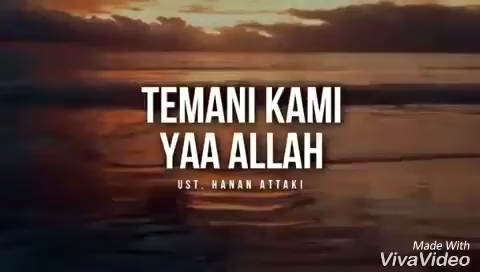 TEMANI KAMI
YAA ALLAH
UST. HANAN ATTAKI
Made With
VivaVideo